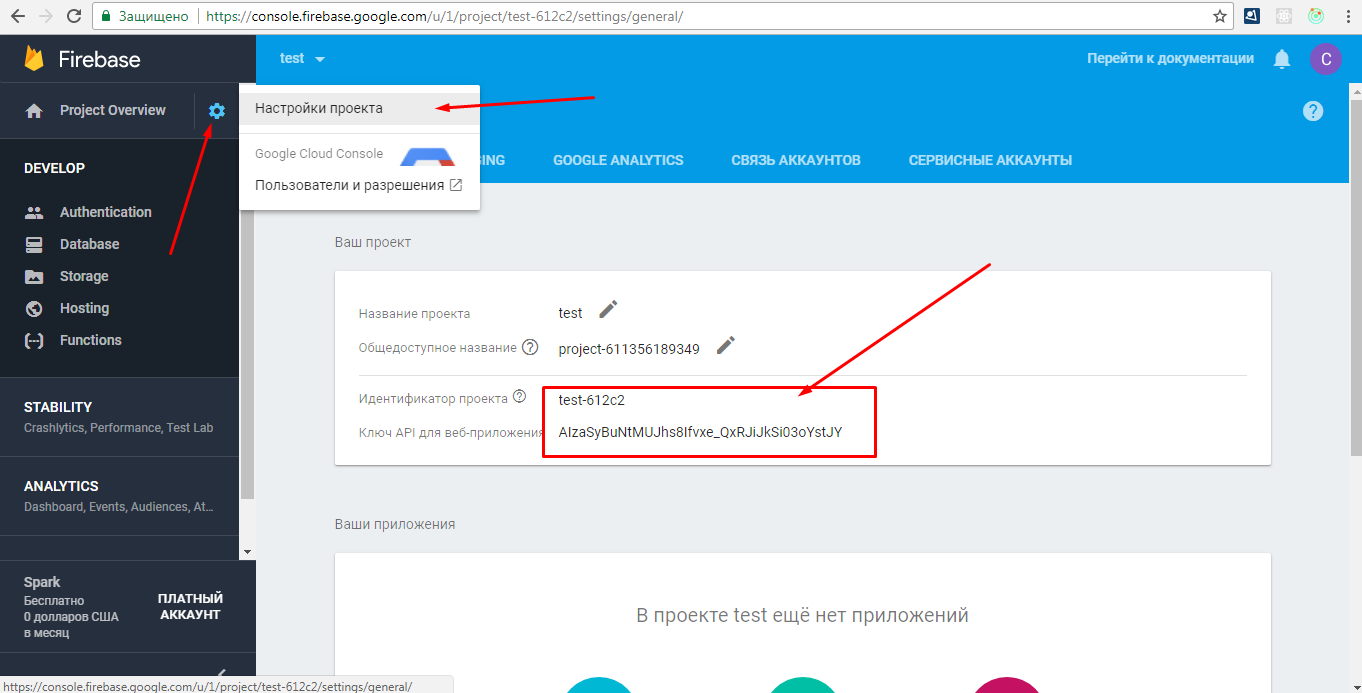 Защищено
https://console.firebase.google.com/u/1/project/test-612c2/settings/general/
Firebase
test
Перейти к документации
C
Project Overview
Настройки проекта
Google Cloud Console
Пользователи и разрешения
GOOGLE ANALYTICS
СВЯЗЬ АККАУНТОВ
СЕРВИСНЫЕ АККАУНТЫ
?
DEVELOP
Authentication
Database
Storage
Hosting
Functions
STABILITY
Crashlytics, Performance, Test Lab
ANALYTICS
Dashboard, Events, Audiences, At...
Spark
Бесплатно
0 долларов США
в месяц
ПЛАТНЫЙ
АККАУНТ
Ваш проект
Название проекта
test
Общедоступное название ?
project-611356189349
Идентификатор проекта ?
test-612c2
Ключ API для веб-приложения
AIzaSyBuNtMUJhs8Ifvxe_QxRJiJkSi03oYstJY
Ваши приложения
В проекте test ещё нет приложений
https://console.firebase.google.com/u/1/project/test-612c2/settings/general/